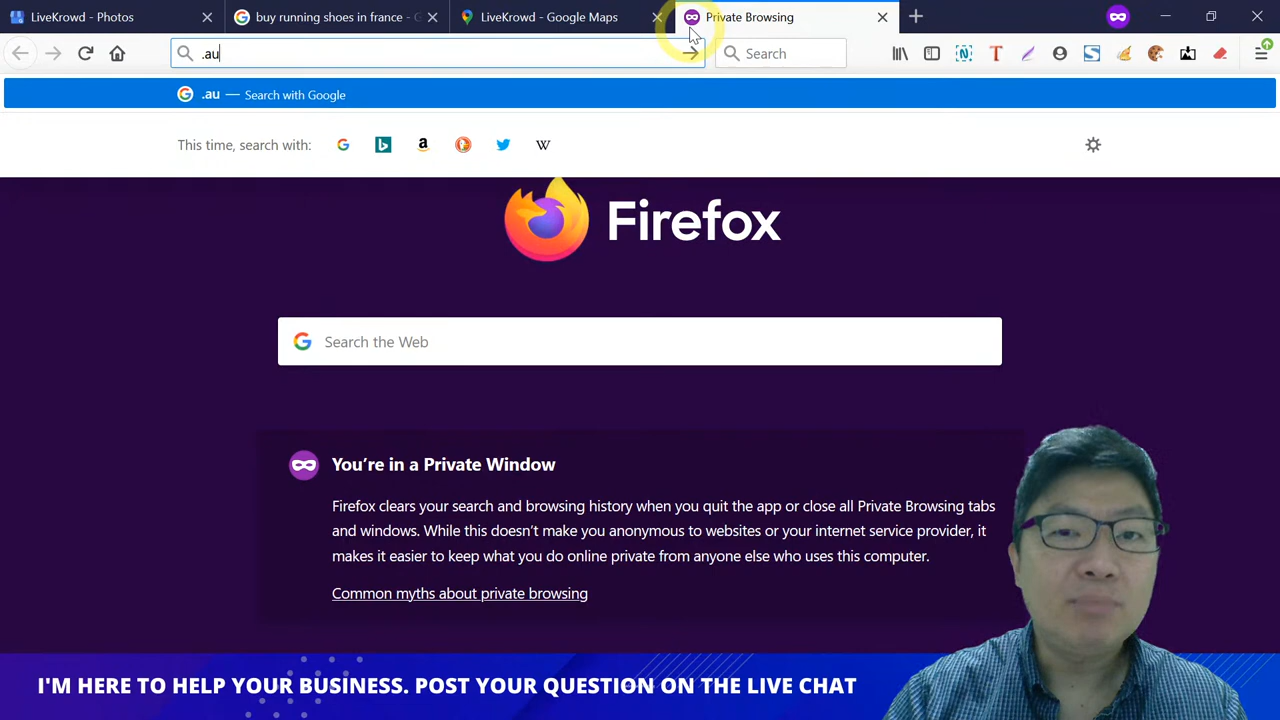 LiveKrowd - Photos
buy running shoes in france - G
LiveKrowd - Google Maps
Private Browsing
.au
Search
.au — Search with Google
This time, search with:
Firefox
Search the Web
You're in a Private Window
Firefox clears your search and browsing history when you quit the app or close all Private Browsing tabs
and windows. While this doesn't make you anonymous to websites or your internet service provider, it
makes it easier to keep what you do online private from anyone else who uses this computer.
Common myths about private browsing
I'M HERE TO HELP YOUR BUSINESS. POST YOUR QUESTION ON THE LIVE CHAT